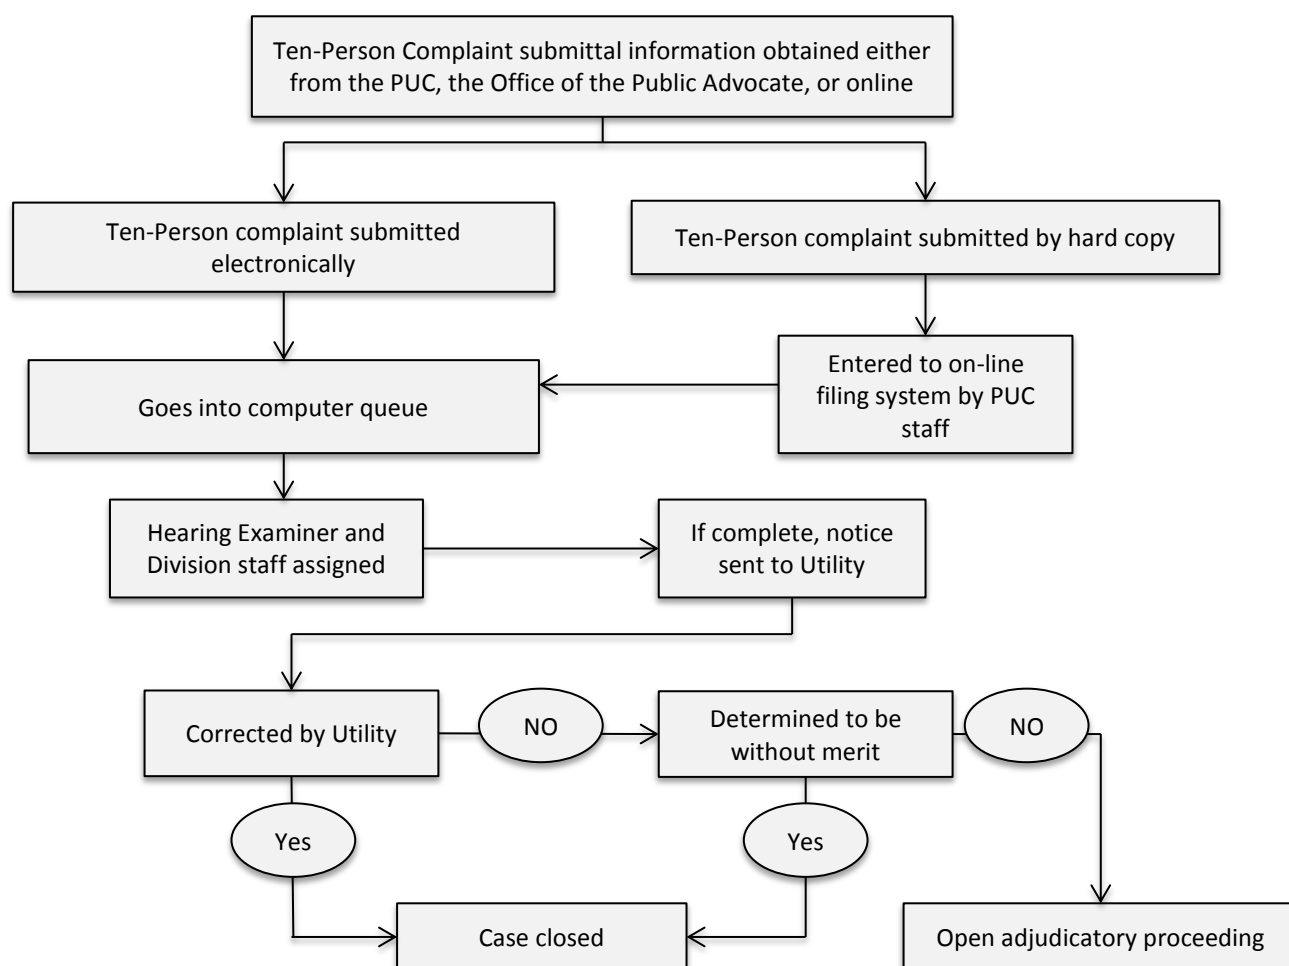 Ten-Person Complaint submittal information obtained either
from the PUC, the Office of the Public Advocate, or online
Ten-Person complaint submitted
electronically
Ten-Person complaint submitted by hard copy
Goes into computer queue
Entered to on-line
filing system by PUC
staff
Hearing Examiner and
Division staff assigned
If complete, notice
sent to Utility
Corrected by Utility
NO
Determined to be
without merit
NO
Yes
Yes
Case closed
Open adjudicatory proceeding